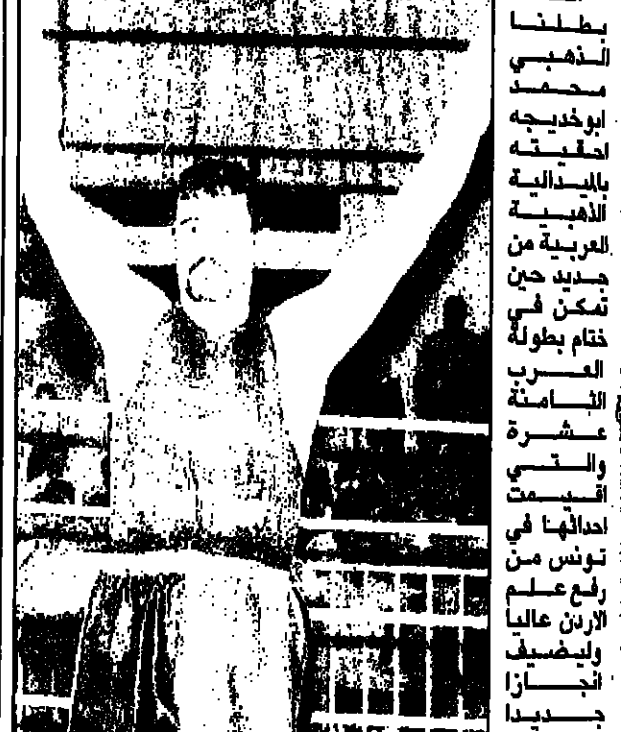 بطلنا
الذهبي
محمد
ابوخديجه
احقيته
بالميدالية
الذهبية
العربية من
جديد حين
تمكن في
ختام بطولة
العرب
الثامنة
عشرة
والتي
اقيمت
احداثها في
تونس من
رفع علم
الاردن عاليا
وليضيف
انجازا
جديدا